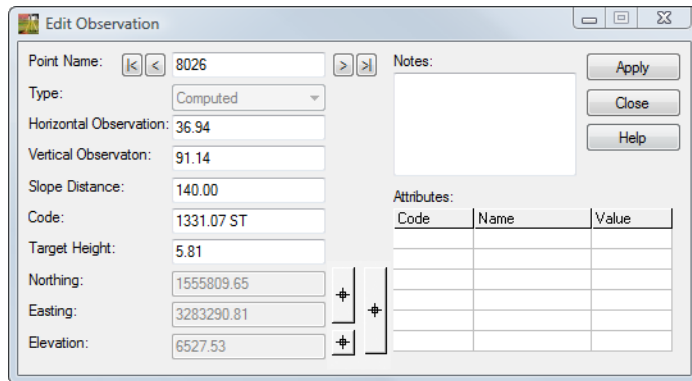 Edit Observation
Point Name: |< < 8026 > >|
Type: Computed
Horizontal Observation: 36.94
Vertical Observaton: 91.14
Slope Distance: 140.00
Code: 1331.07 ST
Target Height: 5.81
Northing: 1555809.65
Easting: 3283290.81
Elevation: 6527.53
Notes:
Apply
Close
Help
Attributes:
Code Name Value